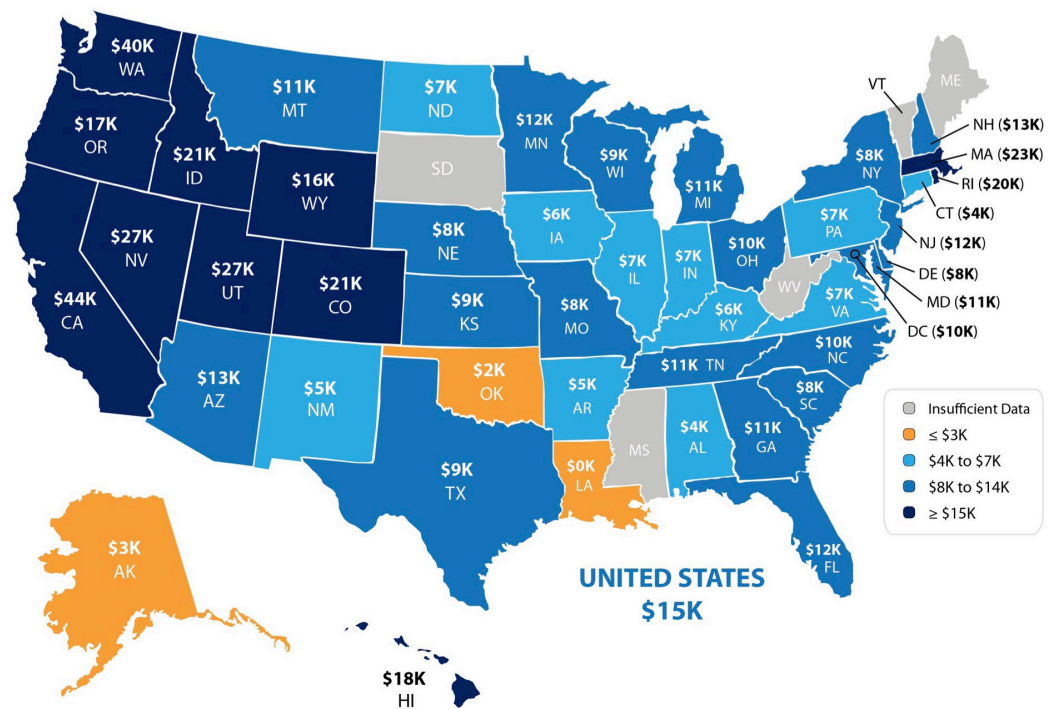 $40K
WA
$11K
MT
$7K
ND
$12K
MN
VT
ME
NH ($13K)
$17K
OR
$21K
ID
$9K
WI
$8K
NY
MA ($23K)
SD
$16K
WY
$11K
MI
RI ($20K)
CT ($4K)
$27K
NV
$8K
NE
$6K
IA
$7K
PA
NJ ($12K)
$27K
UT
$21K
CO
$7K
IL
$7K
IN
$10K
OH
WV
DE ($8K)
$44K
CA
$9K
KS
$8K
MO
$6K
KY
$7K
VA
MD ($11K)
DC ($10K)
$13K
AZ
$5K
NM
$2K
OK
$5K
AR
$11K TN
$10K
NC
$8K
SC
$9K
TX
$0K
LA
MS
$4K
AL
$11K
GA
Insufficient Data
≤ $3K
$4K to $7K
$8K to $14K
≥ $15K
$3K
AK
$12K
FL
UNITED STATES
$15K
$18K
HI